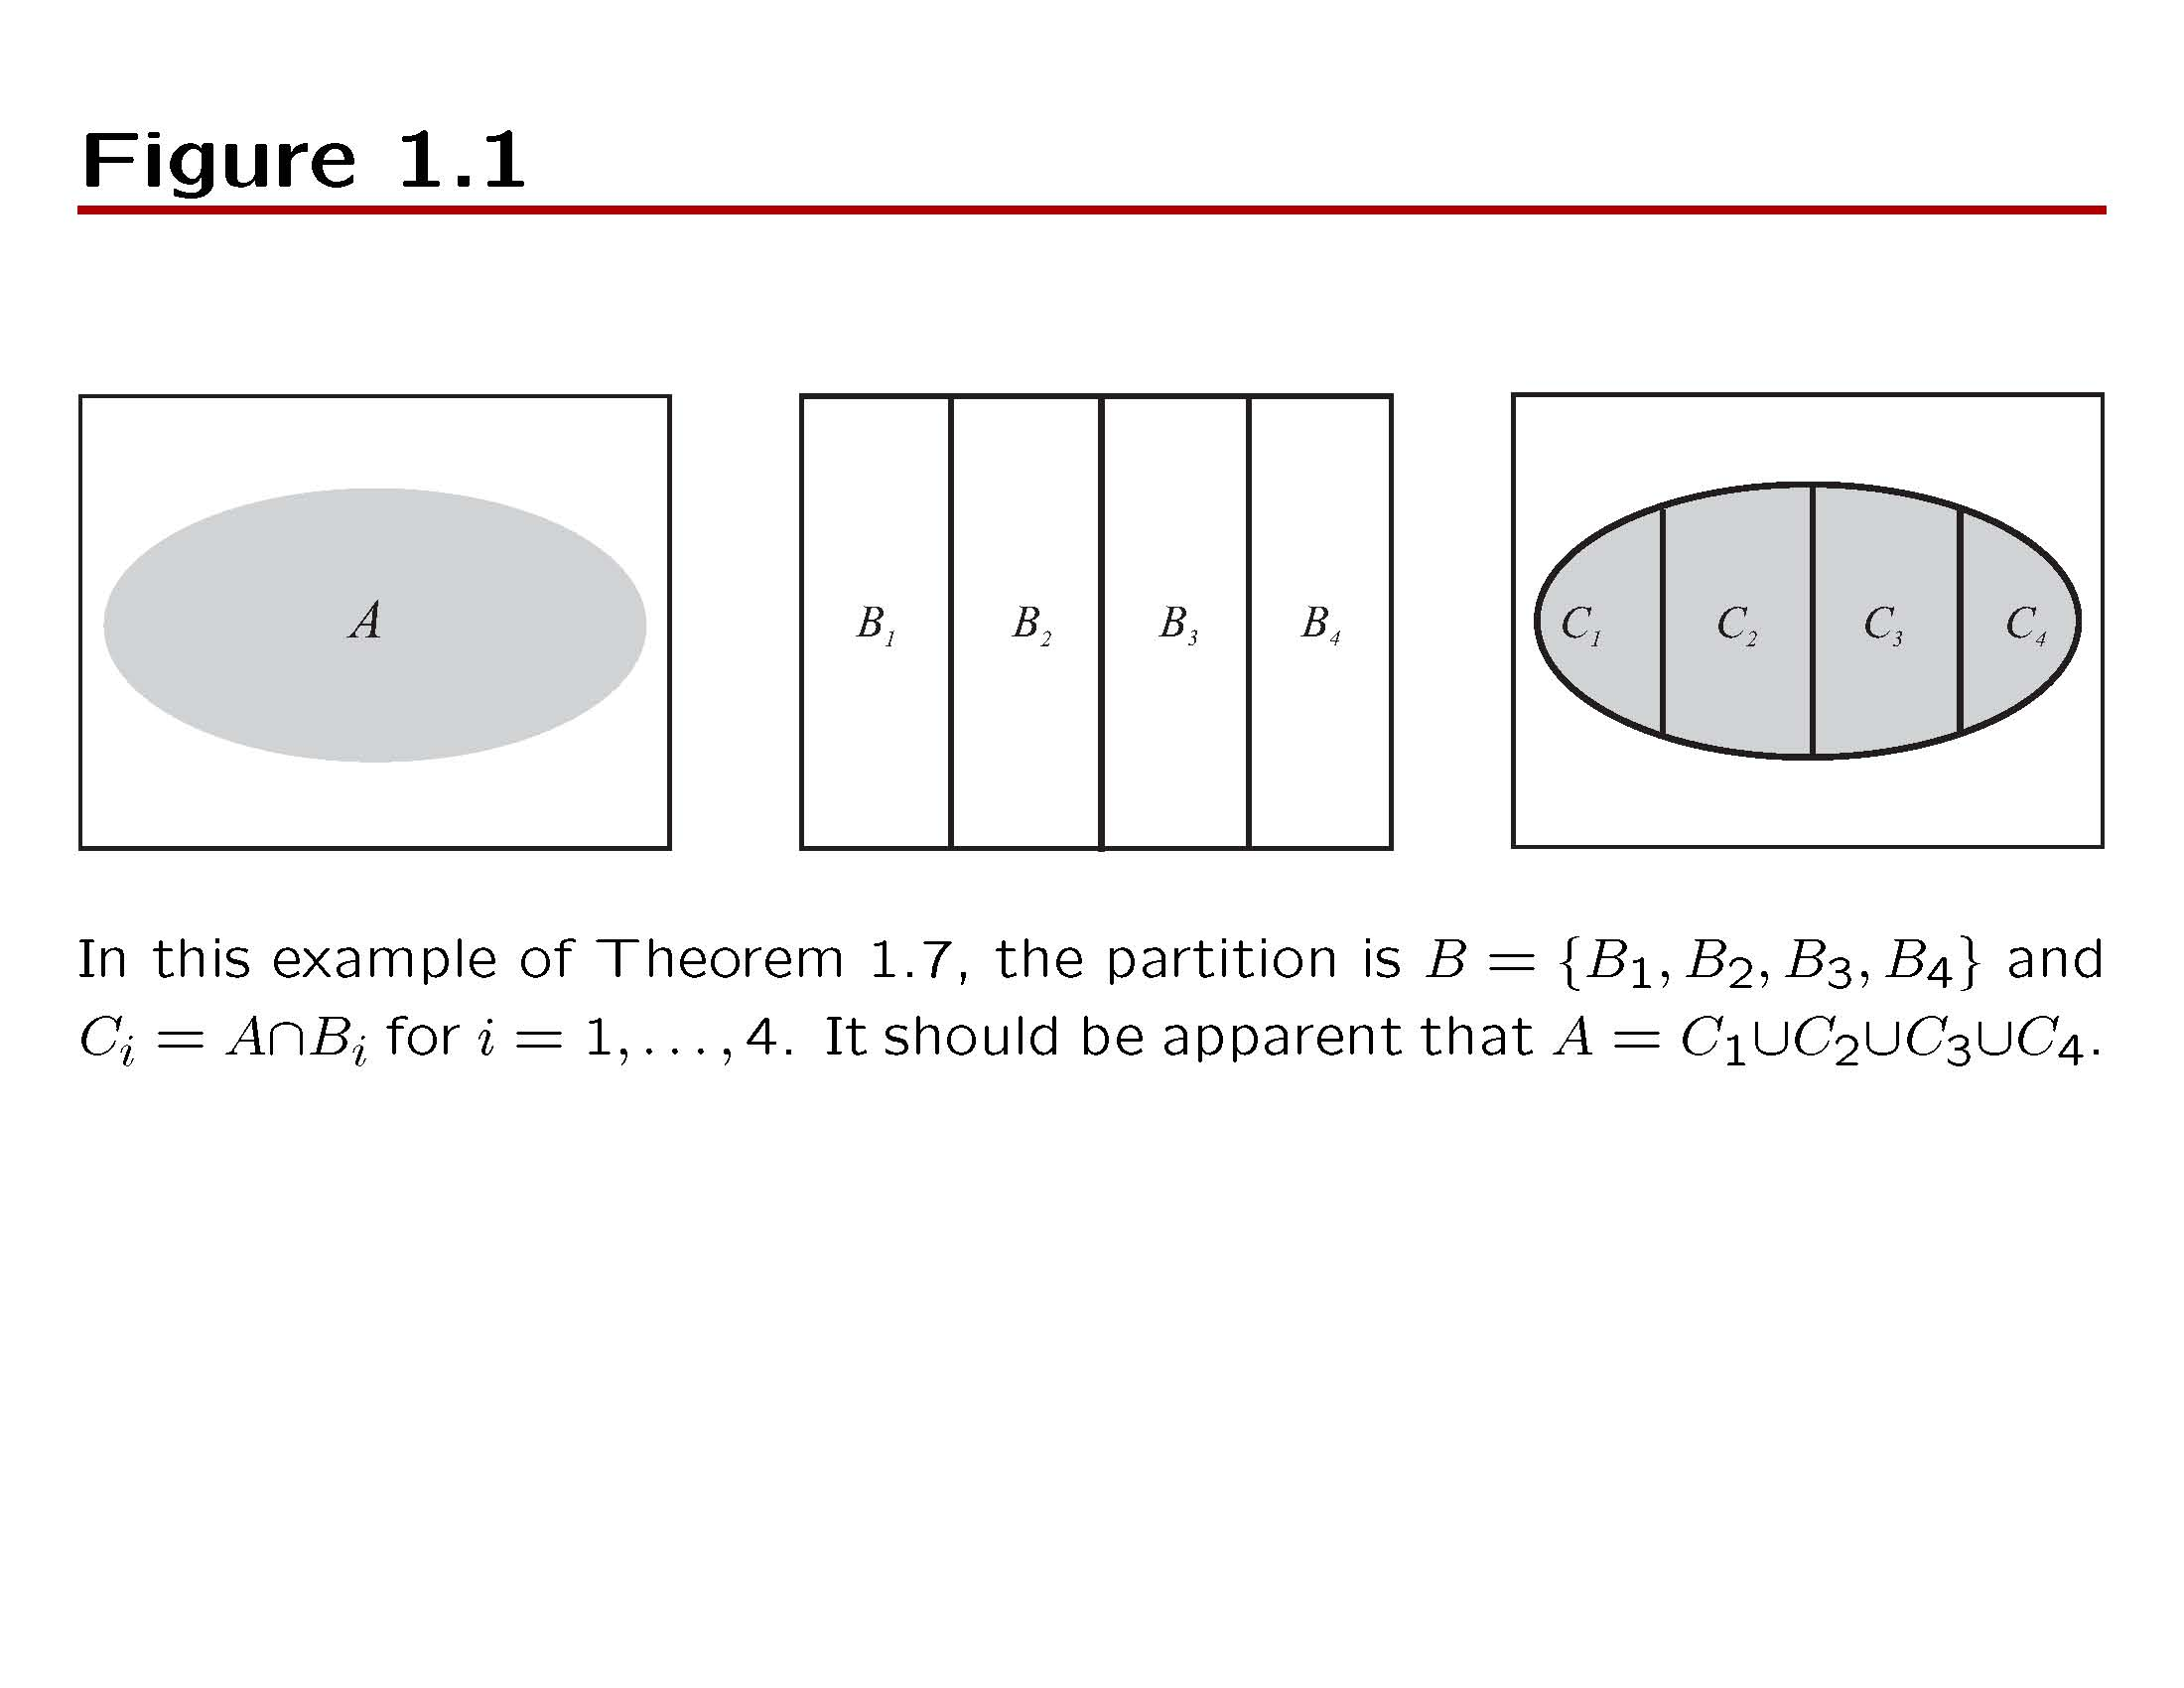 Figure 1.1
A
B₁ B₂ B₃ B₄
C₁ C₂ C₃ C₄
In this example of Theorem 1.7, the partition is B = {B₁, B₂, B₃, B₄} and
Cᵢ = A∩Bᵢ for i = 1, . . . , 4. It should be apparent that A = C₁∪C₂∪C₃∪C₄.